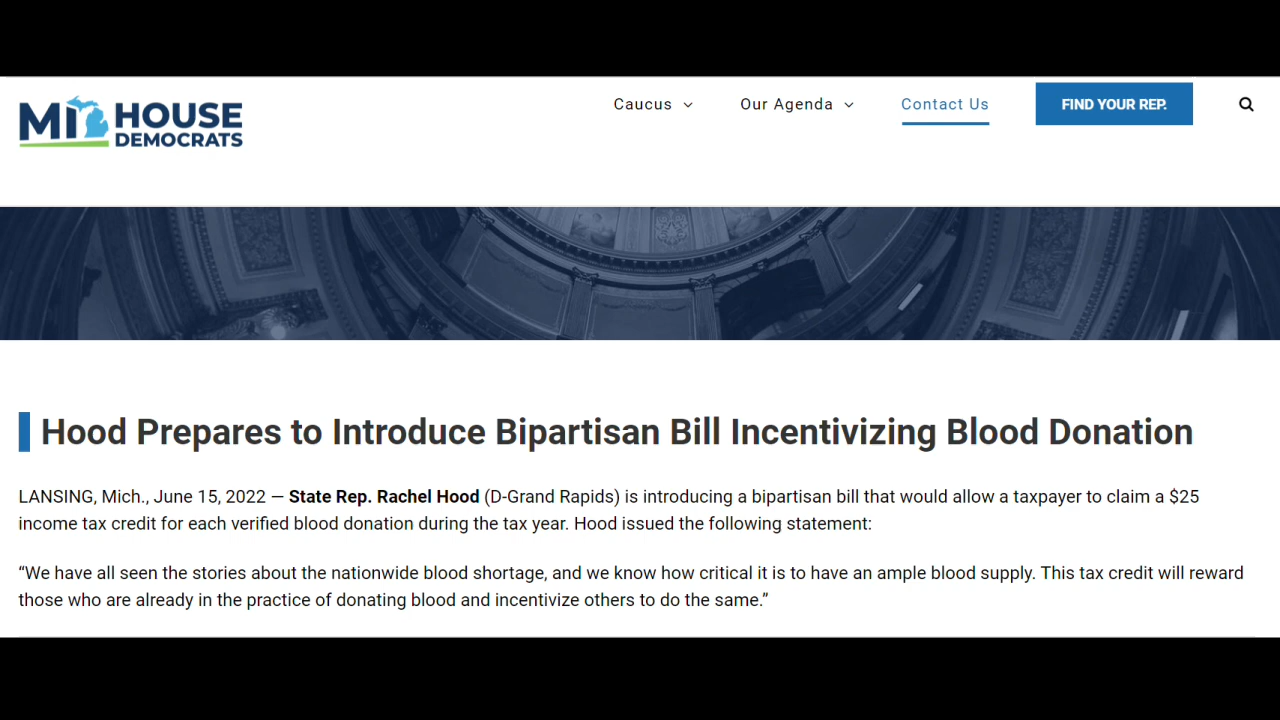 MI HOUSE
DEMOCRATS
Caucus
Our Agenda
Contact Us
FIND YOUR REP.
Hood Prepares to Introduce Bipartisan Bill Incentivizing Blood Donation
LANSING, Mich., June 15, 2022 — State Rep. Rachel Hood (D-Grand Rapids) is introducing a bipartisan bill that would allow a taxpayer to claim a $25
income tax credit for each verified blood donation during the tax year. Hood issued the following statement:
“We have all seen the stories about the nationwide blood shortage, and we know how critical it is to have an ample blood supply. This tax credit will reward
those who are already in the practice of donating blood and incentivize others to do the same.”